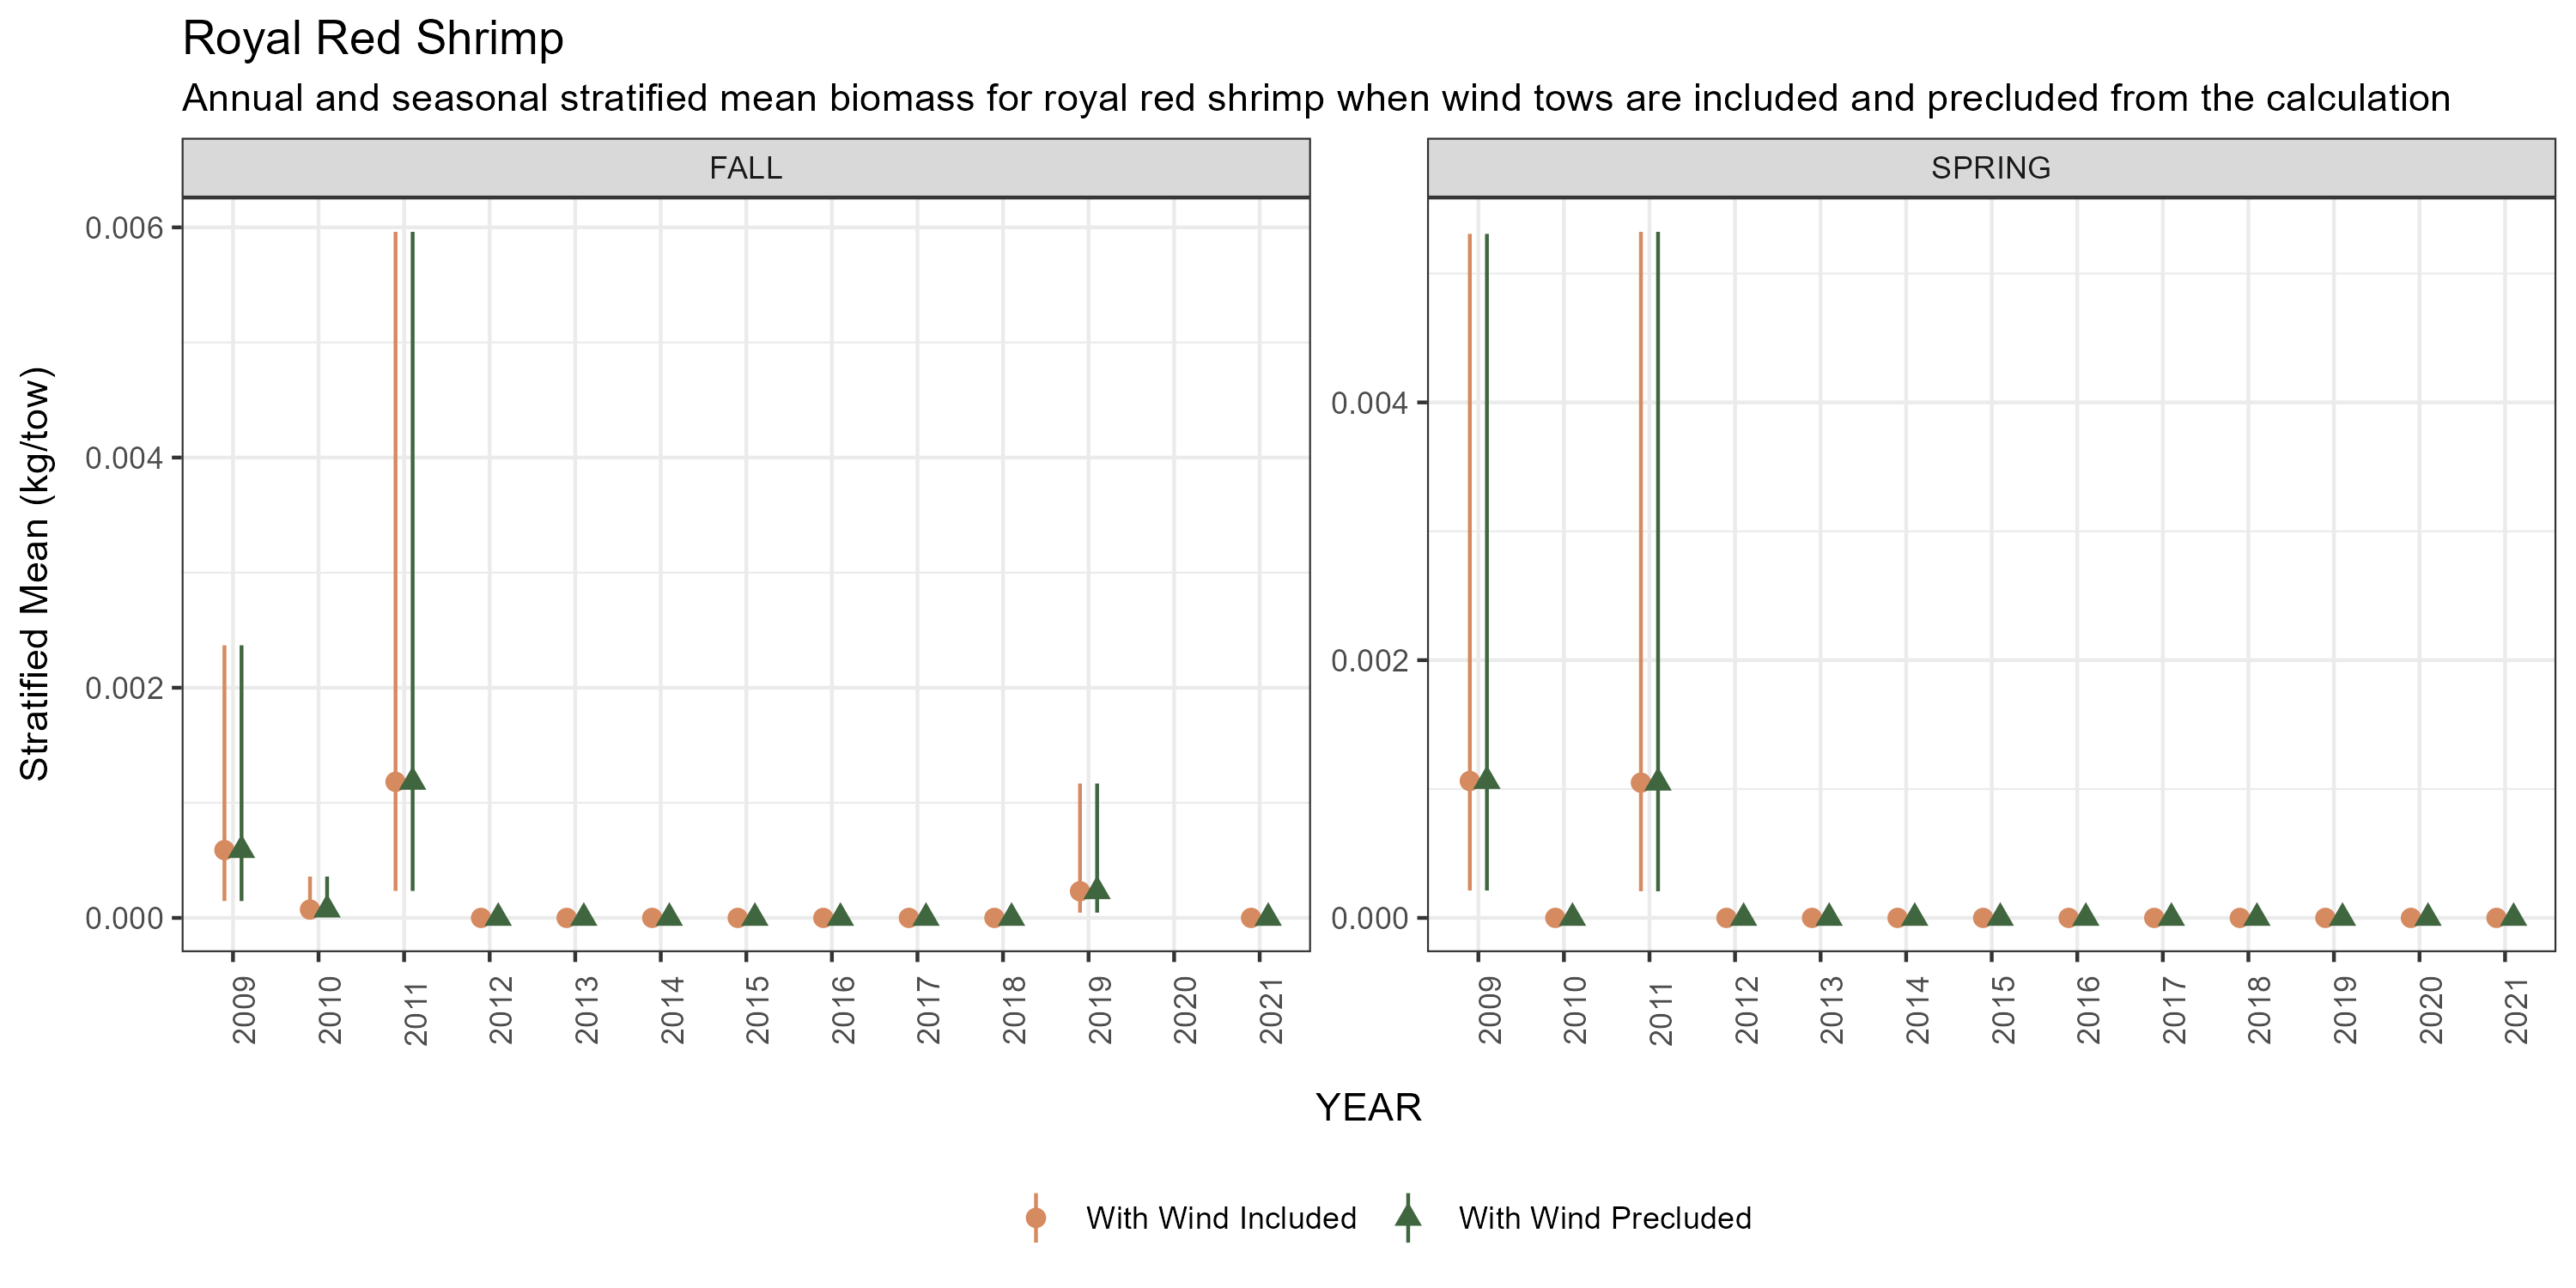 Royal Red Shrimp
Annual and seasonal stratified mean biomass for royal red shrimp when wind tows are included and precluded from the calculation
FALL
SPRING
Stratified Mean (kg/tow)
0.006
0.004
0.002
0.000
0.004
0.002
0.000
2009 2010 2011 2012 2013 2014 2015 2016 2017 2018 2019 2020 2021
2009 2010 2011 2012 2013 2014 2015 2016 2017 2018 2019 2020 2021
YEAR
With Wind Included
With Wind Precluded